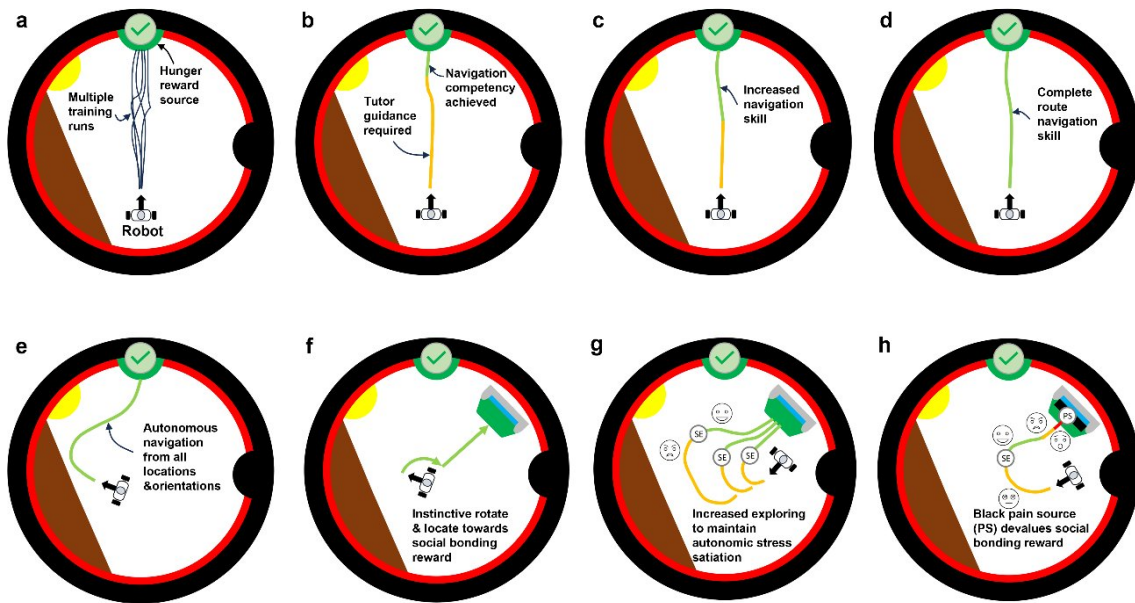 a
Hunger
reward
source
Multiple
training
runs
Robot
b
Navigation
competency
achieved
Tutor
guidance
required
c
Increased
navigation
skill
d
Complete
route
navigation
skill
e
Autonomous
navigation
from all
locations
&orientations
f
Instinctive rotate
& locate towards
social bonding
reward
g
SE
SE
SE
Increased exploring
to maintain
autonomic stress
satiation
h
PS
SE
Black pain source
(PS) devalues social
bonding reward